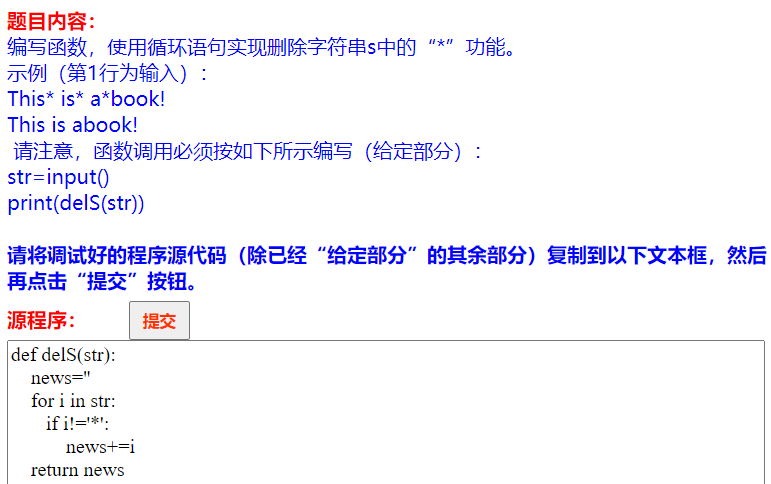 题目内容：
编写函数，使用循环语句实现删除字符串s中的“*”功能。
示例（第1行为输入）：
This* is* a*book!
This is abook!
请注意，函数调用必须按如下所示编写（给定部分）：
str=input()
print(delS(str))
请将调试好的程序源代码（除已经“给定部分”的其余部分）复制到以下文本框，然后
再点击“提交”按钮。
源程序： 提交
def delS(str):
    news=''
    for i in str:
       if i!='*':
           news+=i
    return news